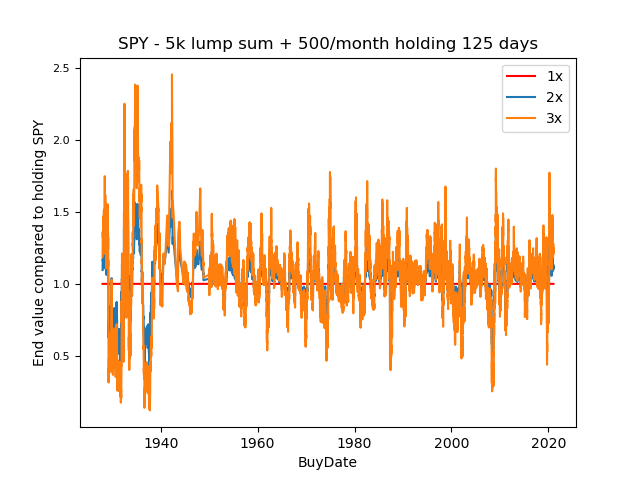 SPY - 5k lump sum + 500/month holding 125 days
2.5
2.0
1.5
1.0
0.5
End value compared to holding SPY
1x
2x
3x
1940
1960
1980
2000
2020
BuyDate